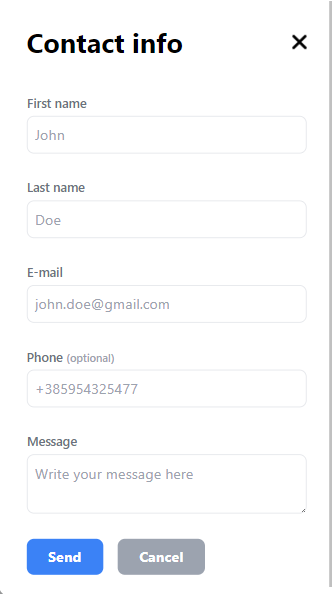 Contact info
First name
John
Last name
Doe
E-mail
john.doe@gmail.com
Phone (optional)
+385954325477
Message
Write your message here
Send Cancel